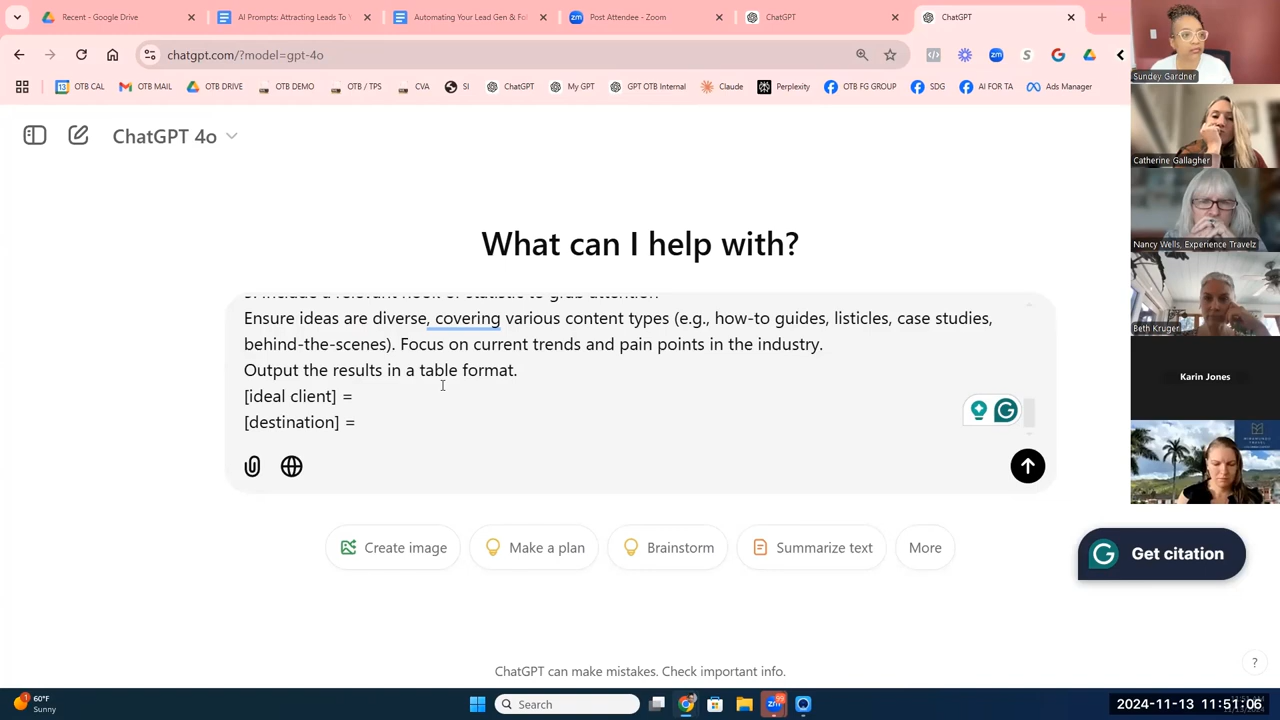 Recent - Google Drive
AI Prompts: Attracting Leads To
Automating Your Lead Gen & Fo
Post Attendee - Zoom
ChatGPT
ChatGPT
chatgpt.com/?model=gpt-4o
OTB CAL
OTB MAIL
OTB DRIVE
OTB DEMO
OTB / TPS
CVA
ChatGPT
My GPT
GPT OTB Internal
Claude
Perplexity
OTB FG GROUP
SDG
AI FOR TA
Ads Manager
ChatGPT 4o
What can I help with?
Ensure ideas are diverse, covering various content types (e.g., how-to guides, listicles, case studies,
behind-the-scenes). Focus on current trends and pain points in the industry.
Output the results in a table format.
[ideal client] =
[destination] =
Create image
Make a plan
Brainstorm
Summarize text
More
Get citation
ChatGPT can make mistakes. Check important info.
?
60°F
Sunny
Search
2024-11-13 11:51:06
Sundey Gardner
Catherine Gallagher
Nancy Wells, Experience Travelz
Beth Kruger
Karin Jones